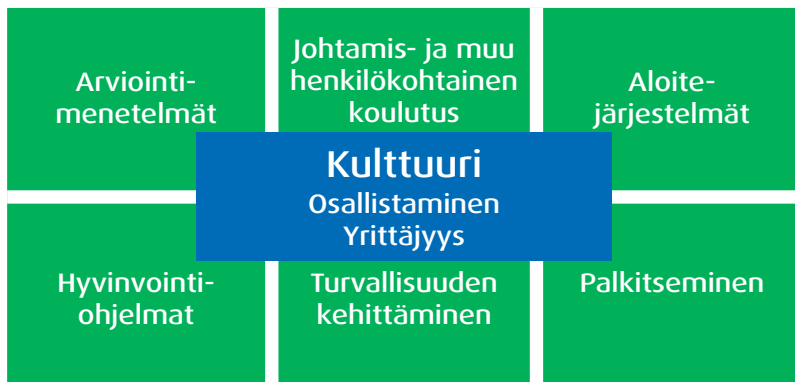 Arviointi-
menetelmät
Johtamis- ja muu
henkilökohtainen
koulutus
Aloite-
järjestelmät
Kulttuuri
Osallistaminen
Yrittäjyys
Hyvinvointi-
ohjelmat
Turvallisuuden
kehittäminen
Palkitseminen